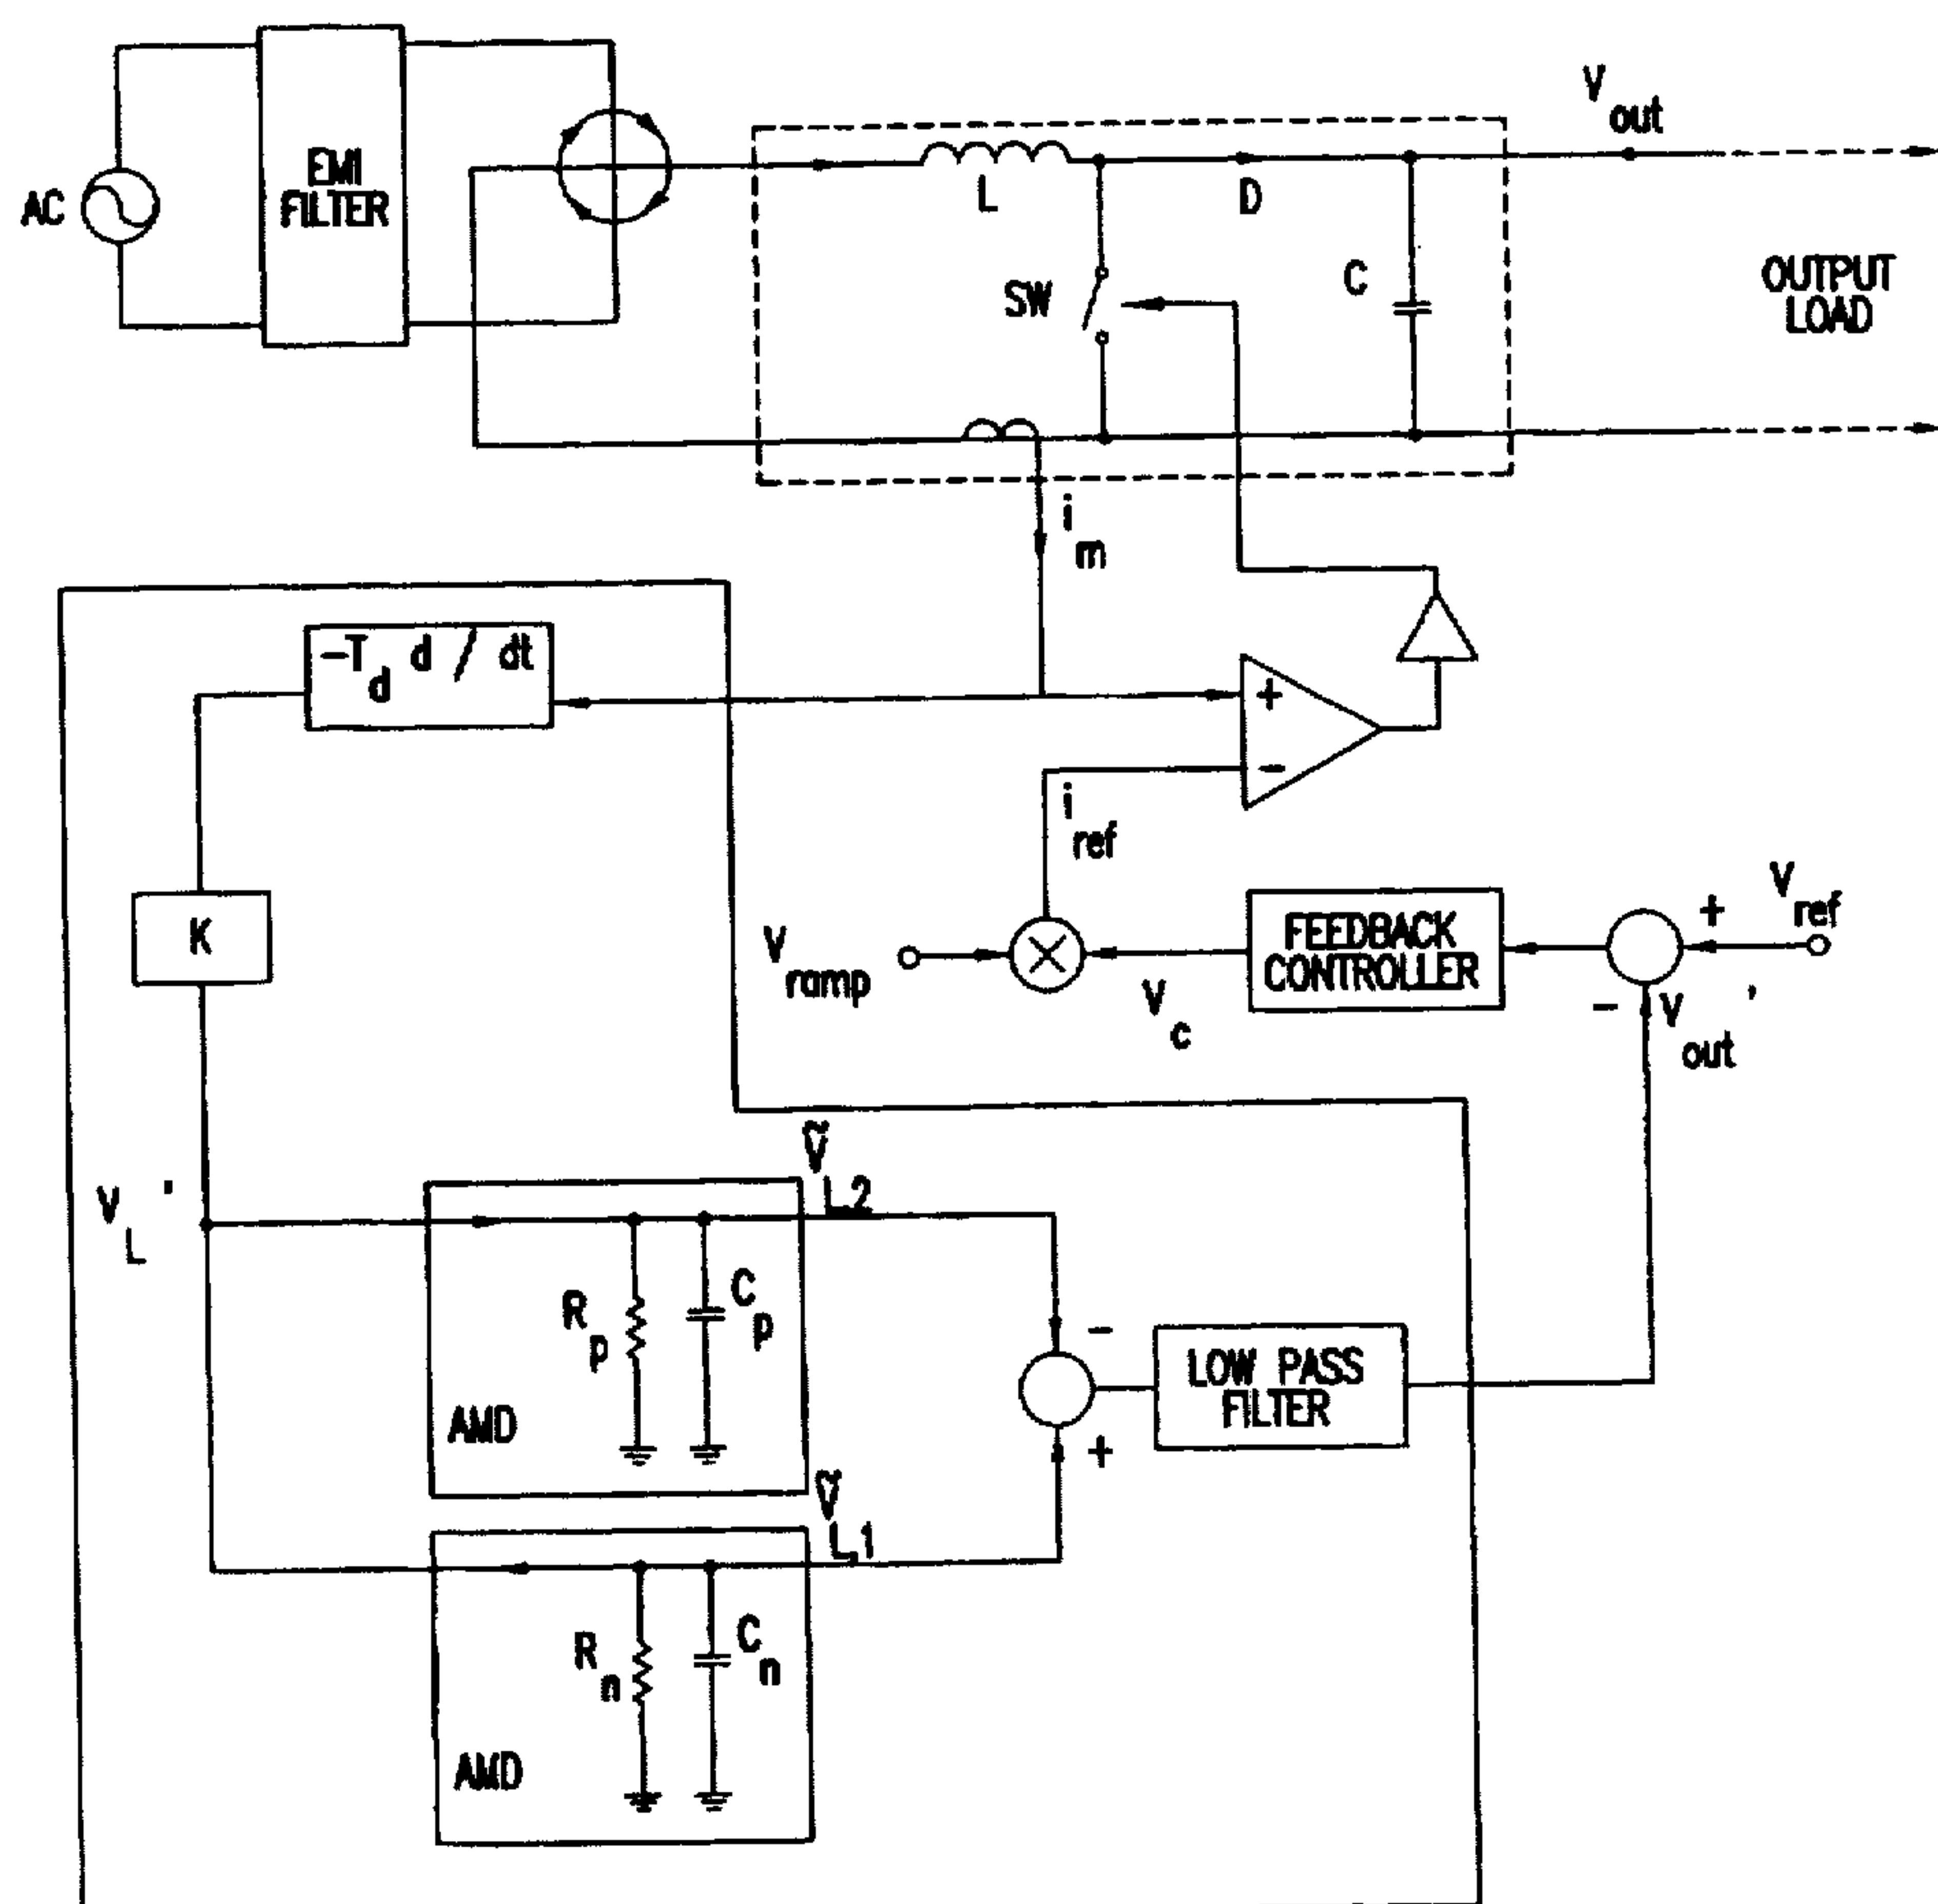 AC
EMI
FILTER
L
D
V out
SW
C
OUTPUT
LOAD
i m
-T d d / dt
+
-
i ref
K
V ramp
V c
FEEDBACK
CONTROLLER
+
V ref
-
V out '
V L '
Ṽ L2
R p
C p
AMD
-
+
LOW PASS
FILTER
Ṽ L1
R n
C n
AMD